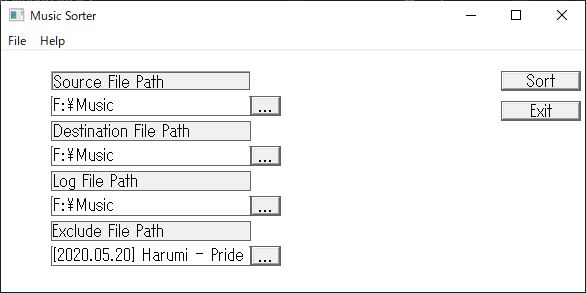 Music Sorter
File Help
Source File Path
Sort
F:¥Music
...
Exit
Destination File Path
F:¥Music
...
Log File Path
F:¥Music
...
Exclude File Path
[2020.05.20] Harumi - Pride
...